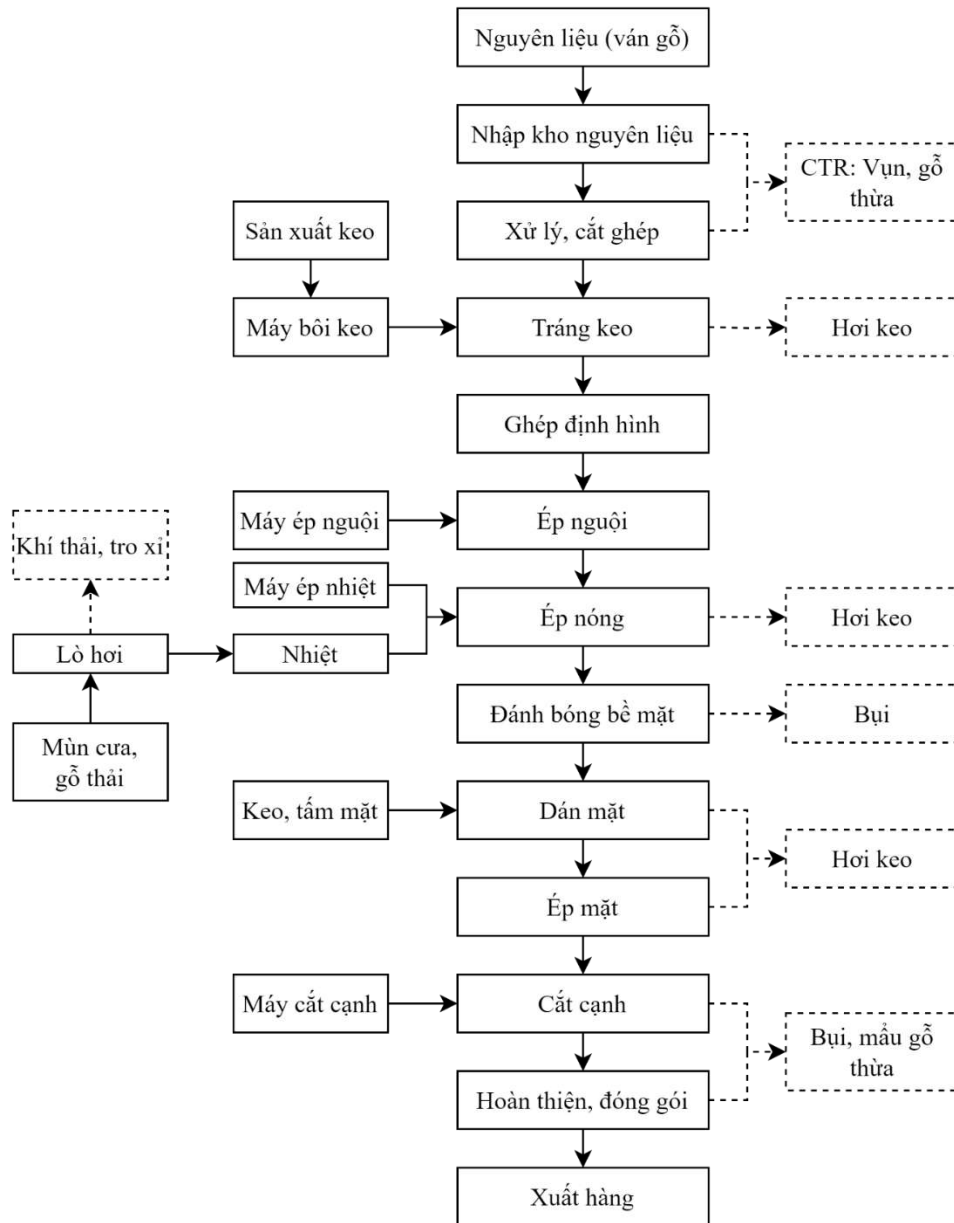 Nguyên liệu (ván gỗ)
Nhập kho nguyên liệu
CTR: Vụn, gỗ
thừa
Sản xuất keo
Xử lý, cắt ghép
Máy bôi keo
Tráng keo
Hơi keo
Ghép định hình
Máy ép nguội
Ép nguội
Khí thải, tro xỉ
Máy ép nhiệt
Ép nóng
Hơi keo
Lò hơi
Nhiệt
Đánh bóng bề mặt
Bụi
Mùn cưa,
gỗ thải
Keo, tấm mặt
Dán mặt
Hơi keo
Ép mặt
Máy cắt cạnh
Cắt cạnh
Bụi, mẩu gỗ
thừa
Hoàn thiện, đóng gói
Xuất hàng